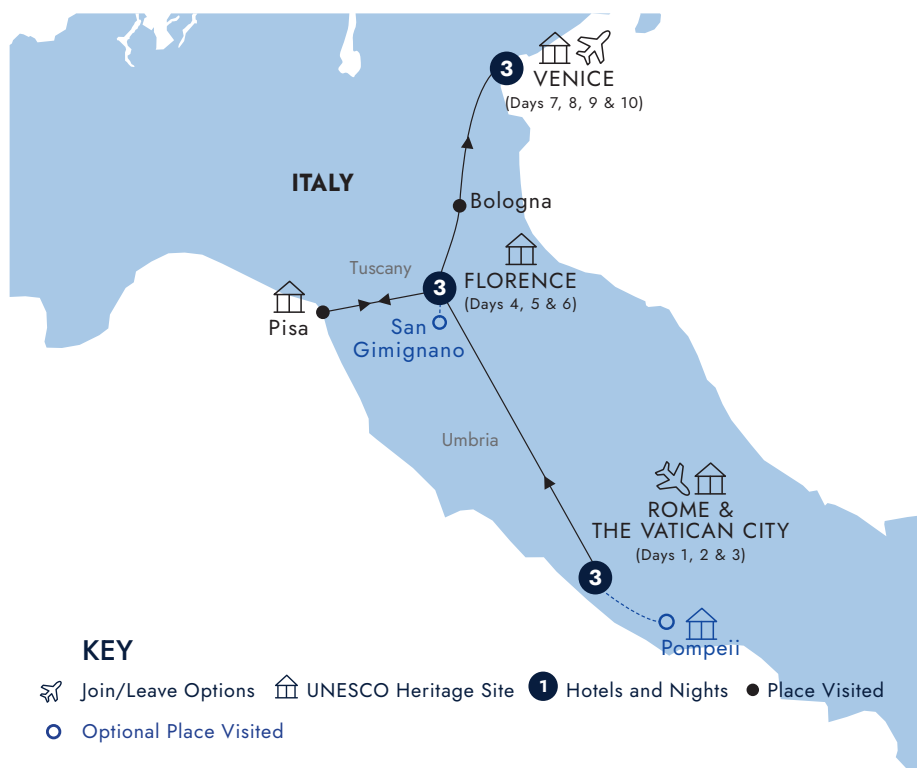 3
VENICE
(Days 7, 8, 9 & 10)
ITALY
Bologna
Tuscany
3
FLORENCE
(Days 4, 5 & 6)
Pisa
San
Gimignano
Umbria
ROME &
THE VATICAN CITY
(Days 1, 2 & 3)
3
Pompeii
KEY
Join/Leave Options
UNESCO Heritage Site
1
Hotels and Nights
Place Visited
Optional Place Visited